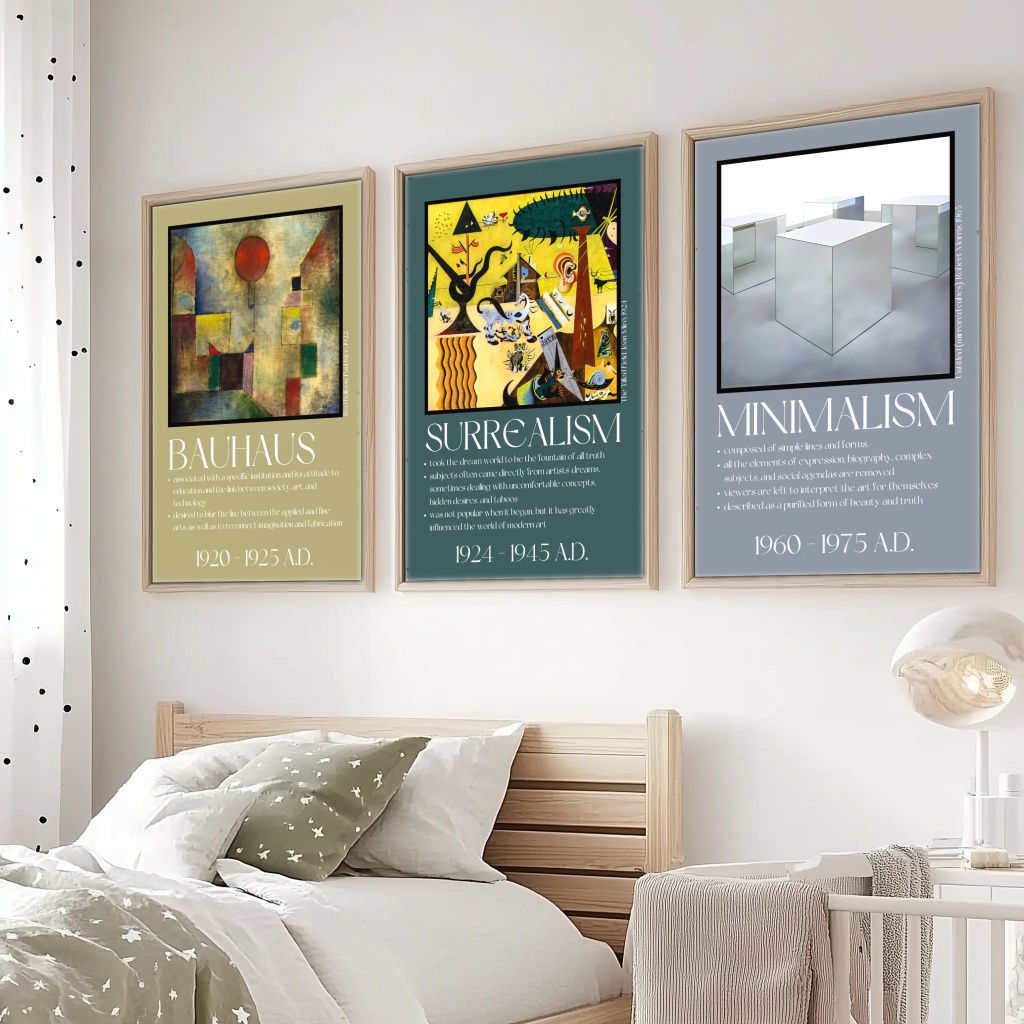 BAUHAUS
• associated with a specific institution and its attitude to
education and the link between society, art, and
technology
• desired to blur the line between the applied and fine
arts, as well as to reconnect imagination and fabrication
1920 - 1925 A.D.
The Tilled Field, Joan Miro, 1924
SURREALISM
• took the dream world to be the fountain of all truth
• subjects often came directly from artists' dreams,
sometimes dealing with uncomfortable concepts,
hidden desires, and taboos
• was not popular when it began, but it has greatly
influenced the world of modern art
1924 - 1945 A.D.
Untitled (mirrored cubes), Robert Morris, 1965
MINIMALISM
• composed of simple lines and forms,
• all the elements of expression, biography, complex
subjects, and social agendas are removed
• viewers are left to interpret the art for themselves
• described as a purified form of beauty and truth
1960 - 1975 A.D.